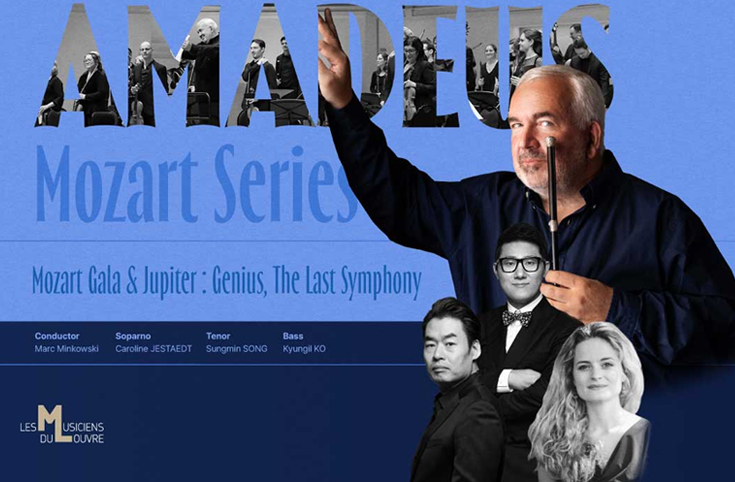 AMADEUS
Mozart Series
Mozart Gala & Jupiter : Genius, The Last Symphony
Conductor Soparno Tenor Bass
Marc Minkowski Caroline JESTAEDT Sungmin SONG Kyungil KO
LES MUSICIENS
DU LOUVRE